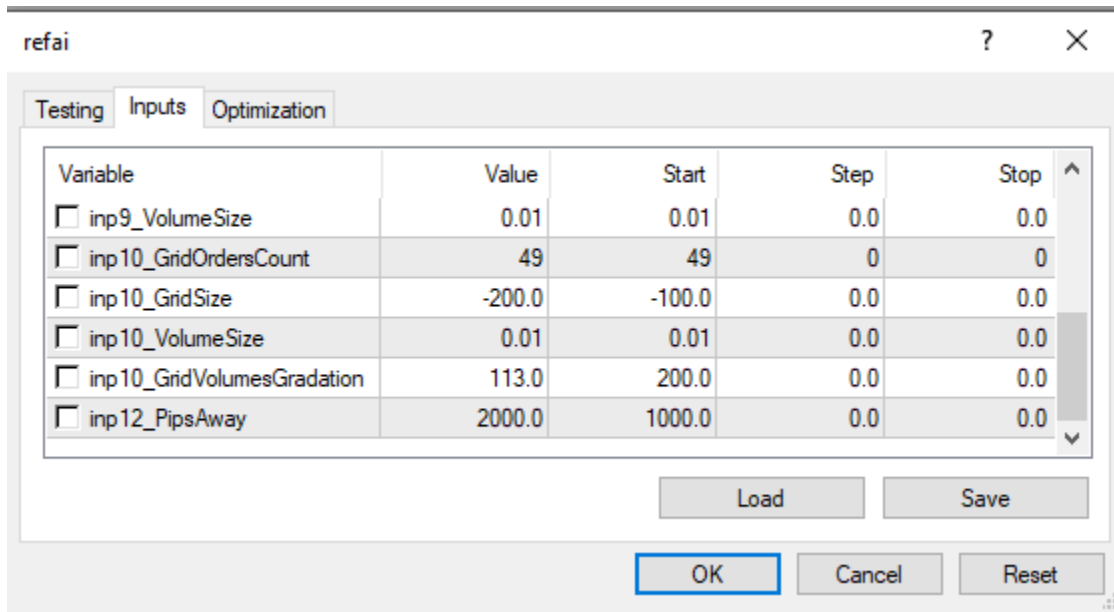 refai ?
Testing Inputs Optimization
Variable Value Start Step Stop
inp9_VolumeSize 0.01 0.01 0.0 0.0
inp10_GridOrdersCount 49 49 0 0
inp10_GridSize -200.0 -100.0 0.0 0.0
inp10_VolumeSize 0.01 0.01 0.0 0.0
inp10_GridVolumesGradation 113.0 200.0 0.0 0.0
inp12_PipsAway 2000.0 1000.0 0.0 0.0
Load Save
OK Cancel Reset